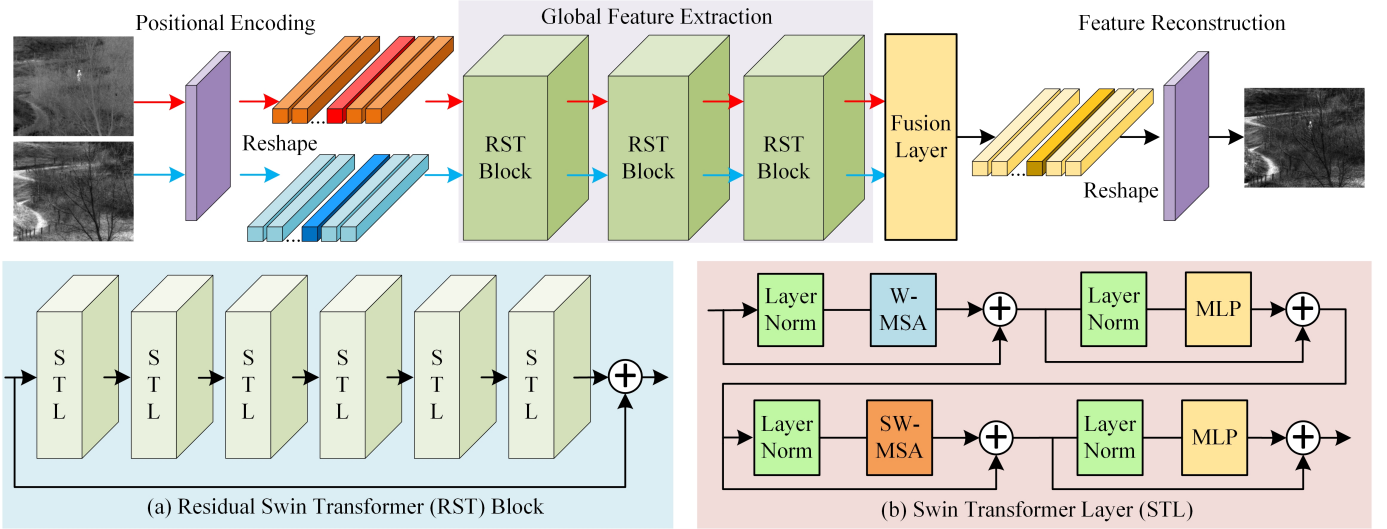 Positional Encoding
Global Feature Extraction
Feature Reconstruction
Reshape
...
...
RST
Block
RST
Block
RST
Block
Fusion
Layer
...
Reshape
S
T
L
S
T
L
S
T
L
S
T
L
S
T
L
S
T
L
(a) Residual Swin Transformer (RST) Block
Layer
Norm
W-
MSA
Layer
Norm
MLP
Layer
Norm
SW-
MSA
Layer
Norm
MLP
(b) Swin Transformer Layer (STL)